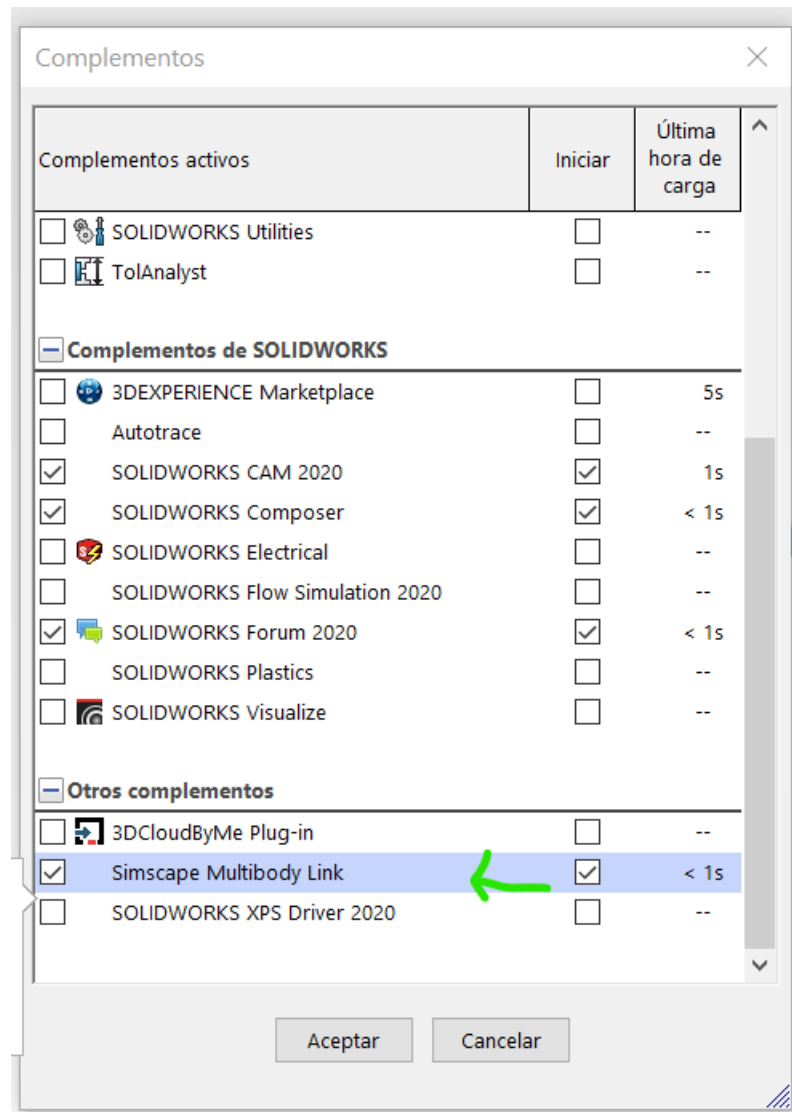 Complementos
Complementos activos Iniciar Última hora de carga
SOLIDWORKS Utilities --
TolAnalyst --
Complementos de SOLIDWORKS
3DEXPERIENCE Marketplace 5s
Autotrace --
SOLIDWORKS CAM 2020 1s
SOLIDWORKS Composer < 1s
SOLIDWORKS Electrical --
SOLIDWORKS Flow Simulation 2020 --
SOLIDWORKS Forum 2020 < 1s
SOLIDWORKS Plastics --
SOLIDWORKS Visualize --
Otros complementos
3DCloudByMe Plug-in --
Simscape Multibody Link < 1s
SOLIDWORKS XPS Driver 2020 --
Aceptar Cancelar